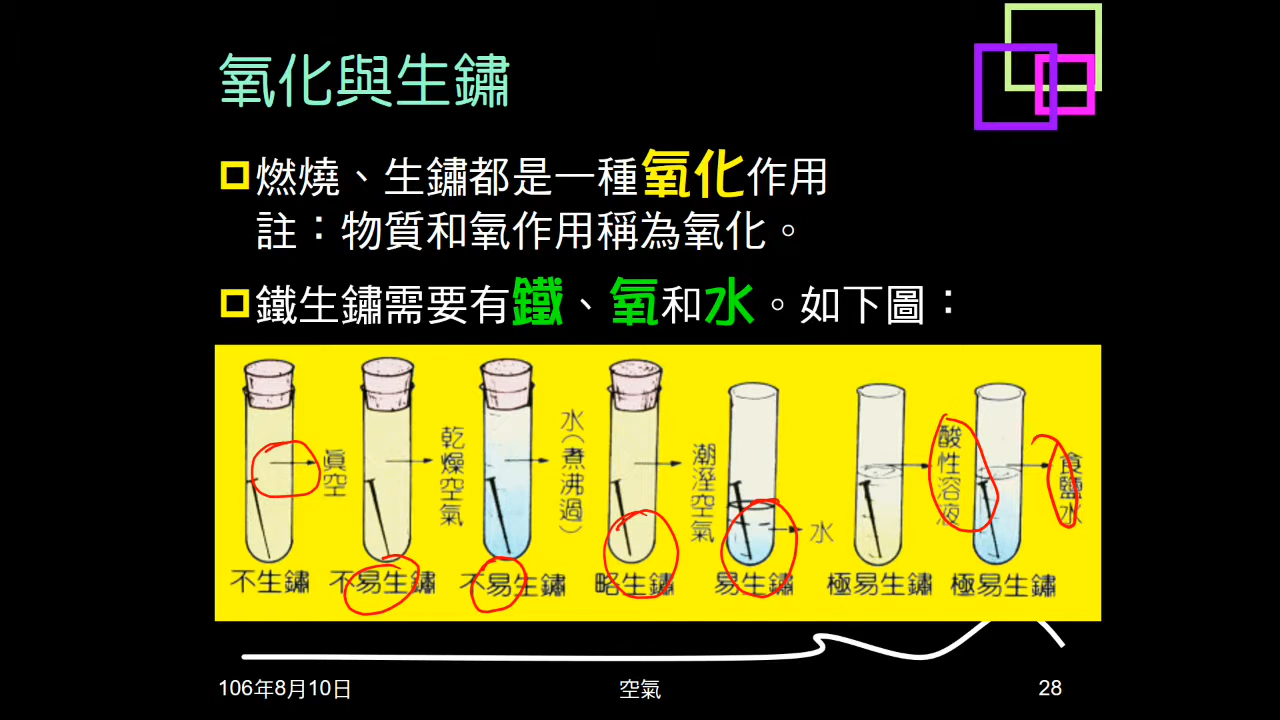 氧化與生鏽
燃燒、生鏽都是一種氧化作用
註：物質和氧作用稱為氧化。
鐵生鏽需要有鐵、氧和水。如下圖：
眞空
乾燥空氣
水(煮沸過)
潮溼空氣
水
酸性溶液
食鹽水
不生鏽
不易生鏽
不易生鏽
略生鏽
易生鏽
極易生鏽
極易生鏽
106年8月10日
空氣
28